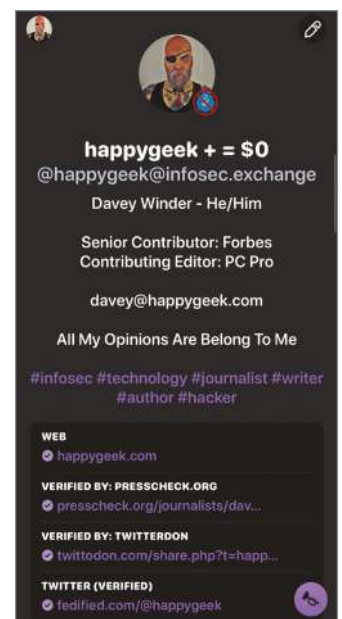 happygeek + = $0
@happygeek@infosec.exchange
Davey Winder - He/Him
Senior Contributor: Forbes
Contributing Editor: PC Pro
davey@happygeek.com
All My Opinions Are Belong To Me
#infosec #technology #journalist #writer
#author #hacker
WEB
happygeek.com
VERIFIED BY: PRESSCHECK.ORG
presscheck.org/journalists/dav...
VERIFIED BY: TWITTERDON
twittodon.com/share.php?t=happ...
TWITTER (VERIFIED)
fedified.com/@happygeek